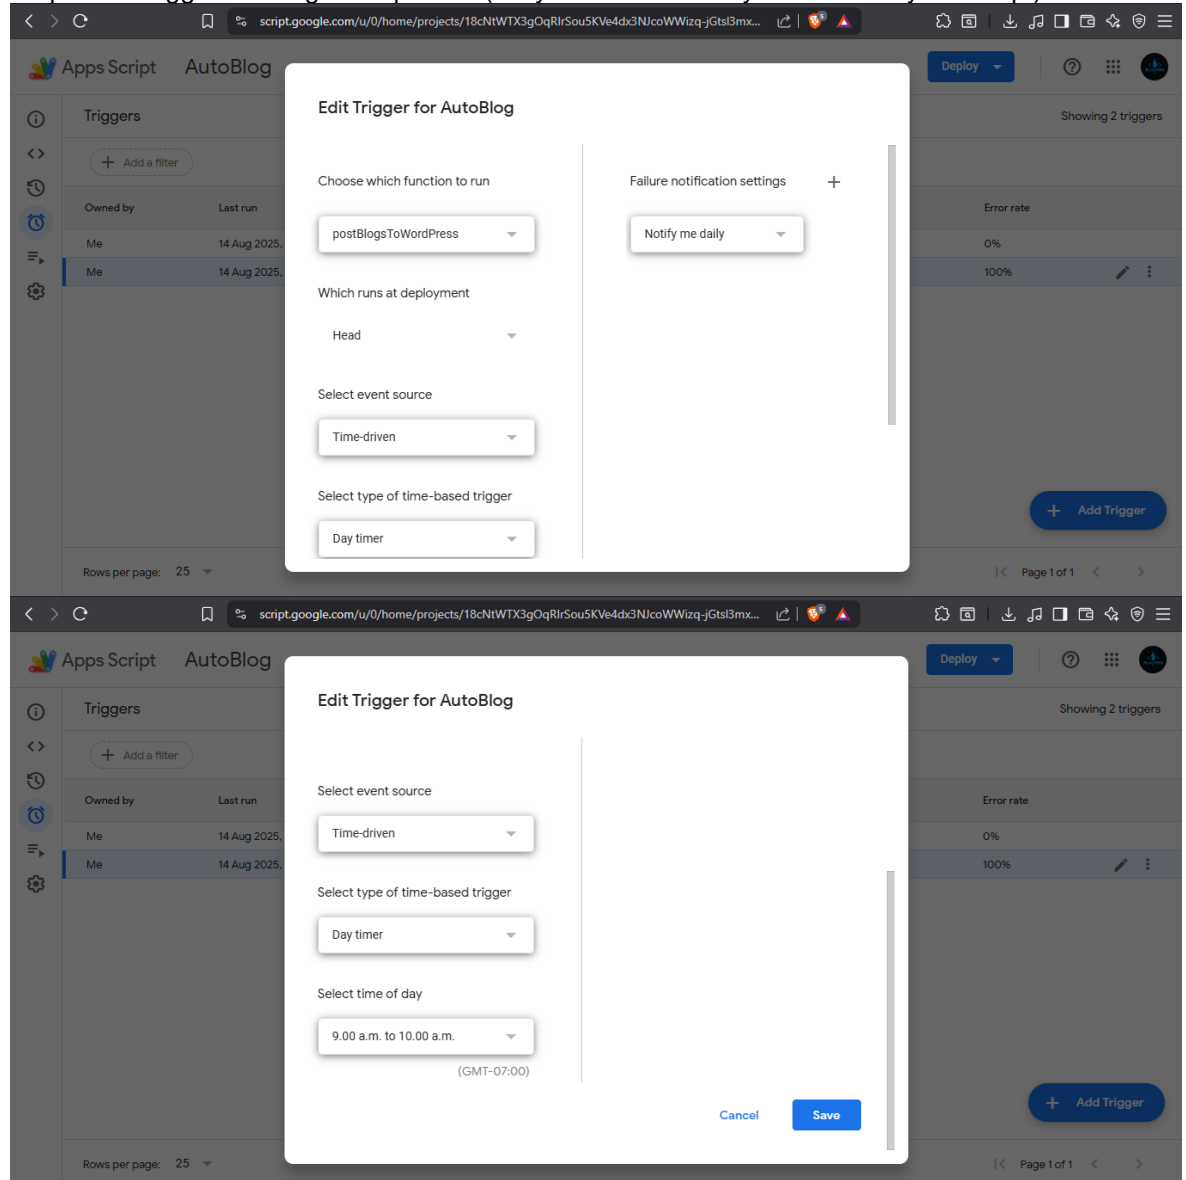 script.google.com/u/0/home/projects/18cNtWTX3gOqRIrSou5KVe4dx3NJcoWWizq-jGtsl3mx...
Apps Script AutoBlog
Deploy
Edit Trigger for AutoBlog
Triggers
Showing 2 triggers
Add a filter
Choose which function to run
Failure notification settings
Owned by
Last run
Error rate
postBlogsToWordPress
Notify me daily
Me
14 Aug 2025,
0%
Me
14 Aug 2025,
100%
Which runs at deployment
Head
Select event source
Time-driven
Select type of time-based trigger
Add Trigger
Day timer
Rows per page: 25
Page 1 of 1
script.google.com/u/0/home/projects/18cNtWTX3gOqRIrSou5KVe4dx3NJcoWWizq-jGtsl3mx...
Apps Script AutoBlog
Deploy
Edit Trigger for AutoBlog
Triggers
Showing 2 triggers
Add a filter
Select event source
Owned by
Last run
Error rate
Time-driven
Me
14 Aug 2025,
0%
Me
14 Aug 2025,
100%
Select type of time-based trigger
Day timer
Select time of day
9.00 a.m. to 10.00 a.m.
(GMT-07:00)
Add Trigger
Cancel
Save
Rows per page: 25
Page 1 of 1